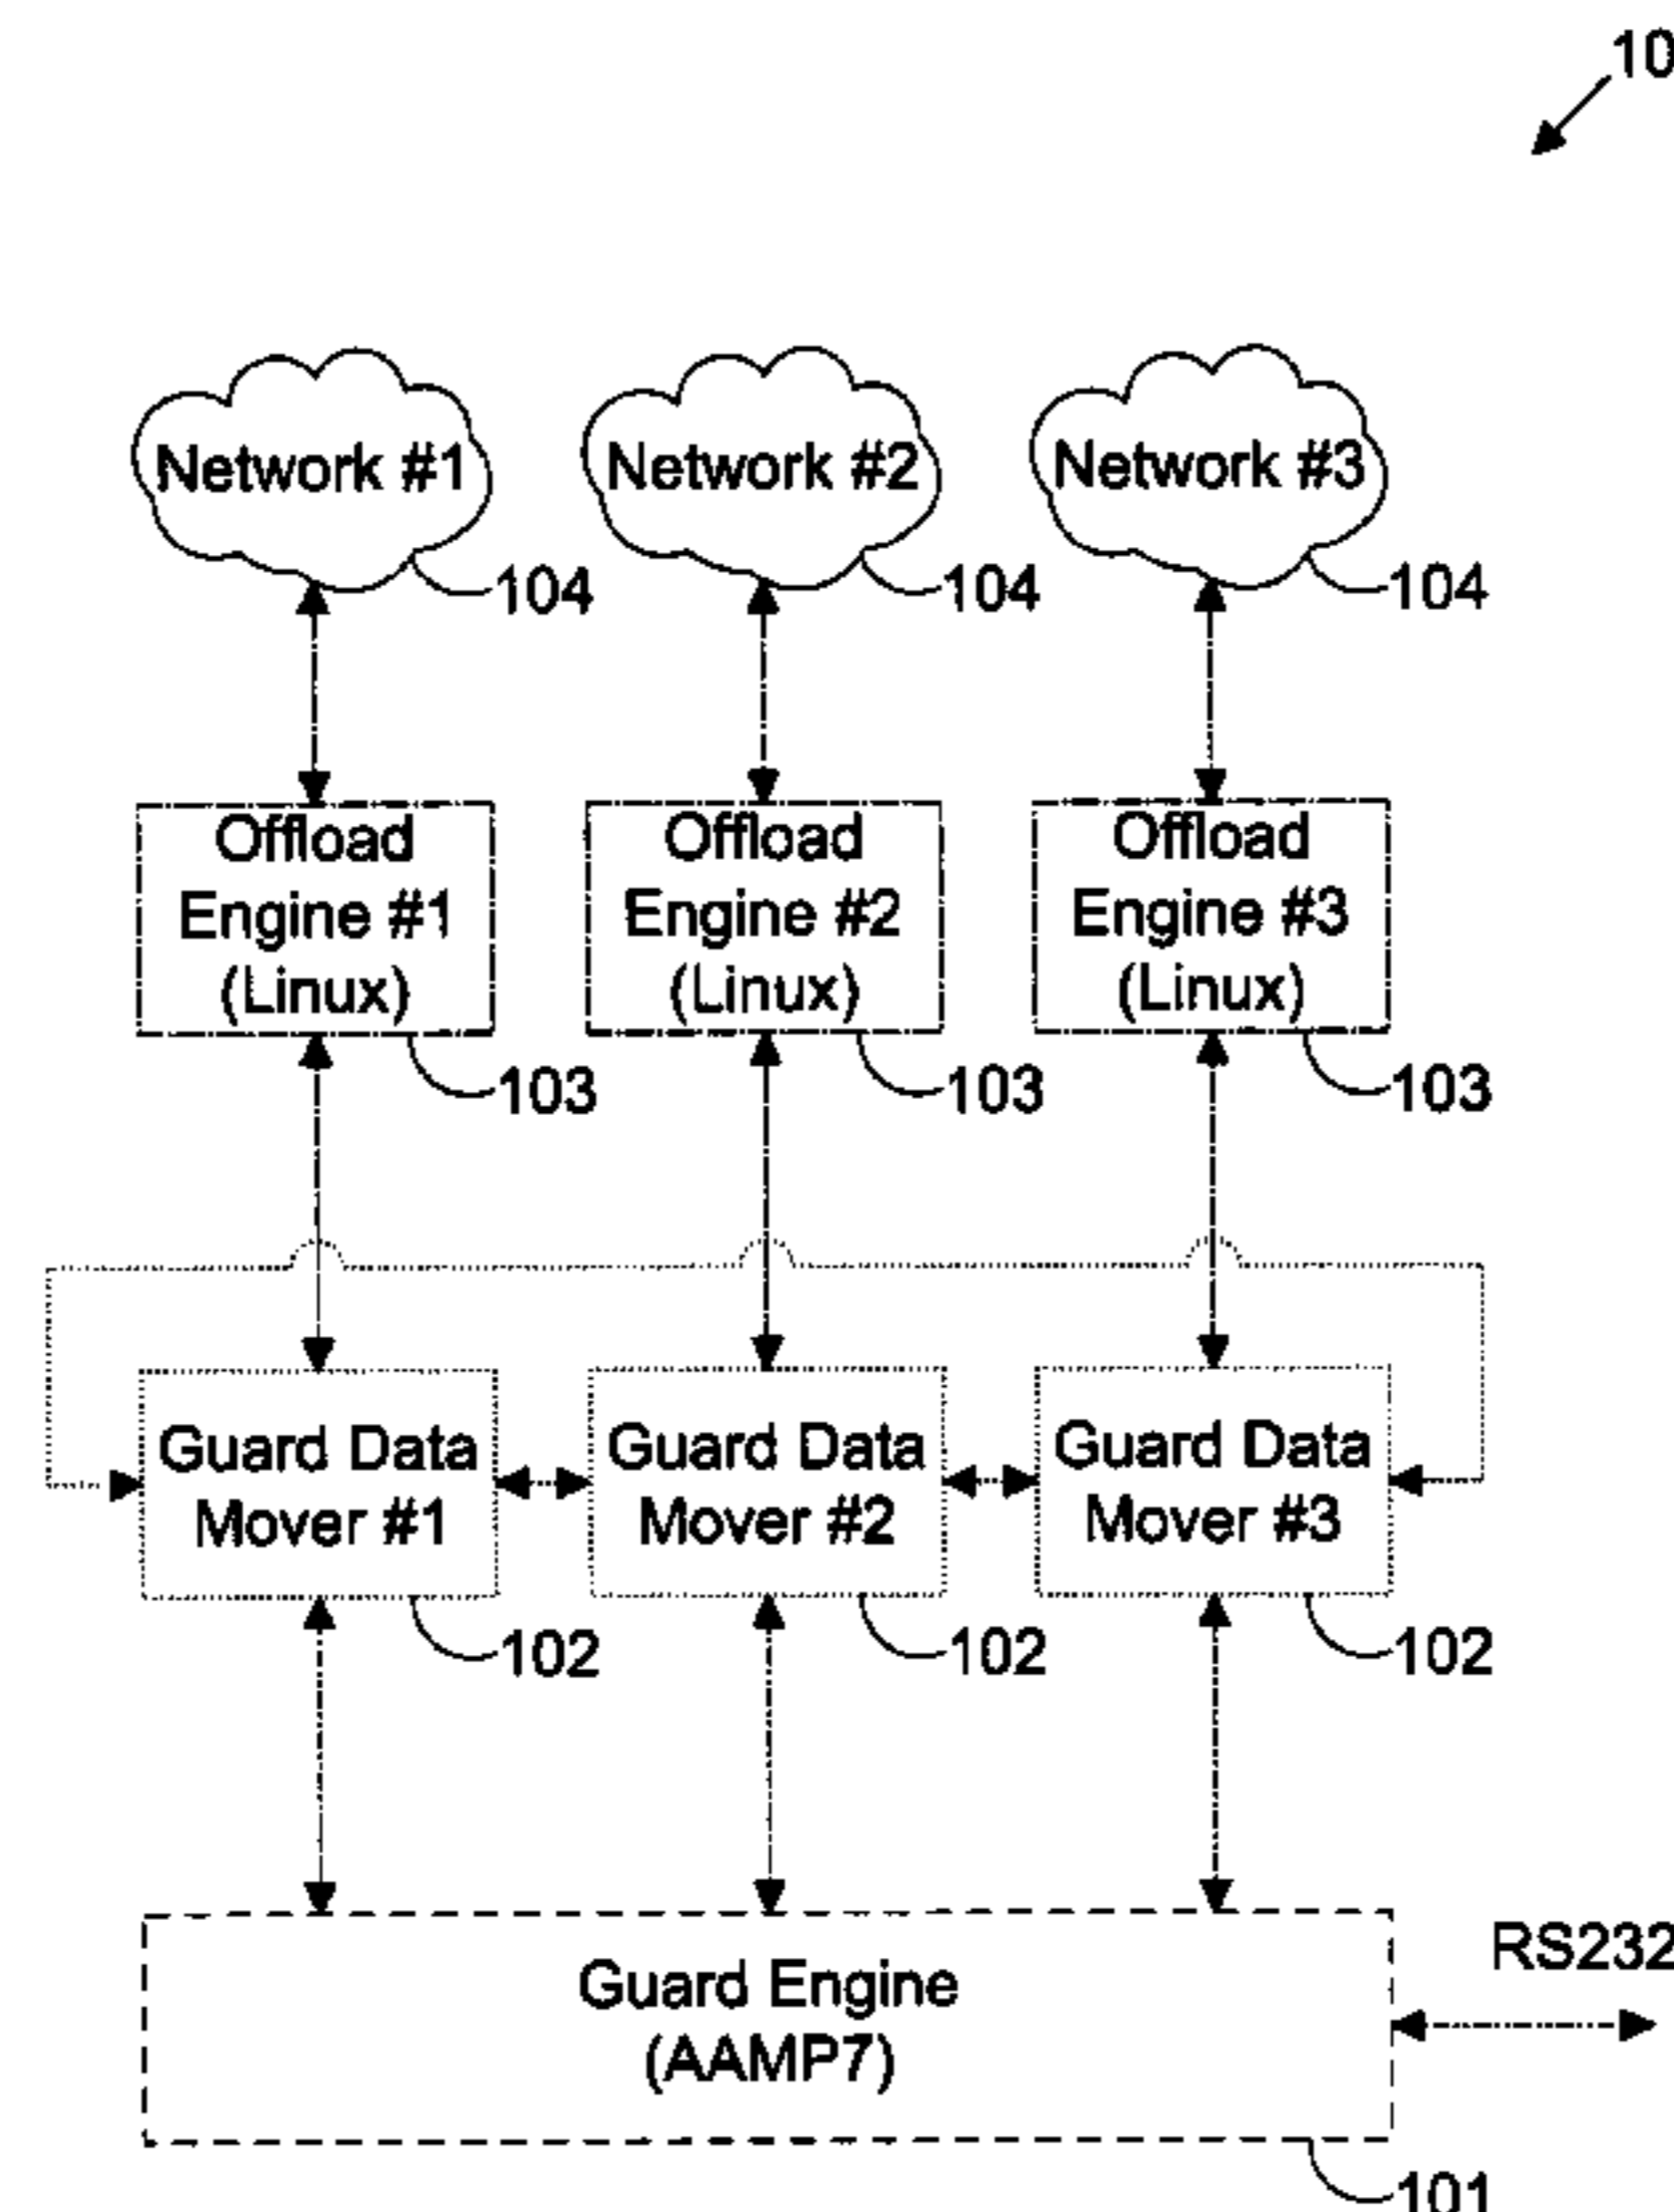 10
Network #1
Network #2
Network #3
104
104
104
Offload
Engine #1
(Linux)
Offload
Engine #2
(Linux)
Offload
Engine #3
(Linux)
103
103
103
Guard Data
Mover #1
Guard Data
Mover #2
Guard Data
Mover #3
102
102
102
Guard Engine
(AAMP7)
RS232
101